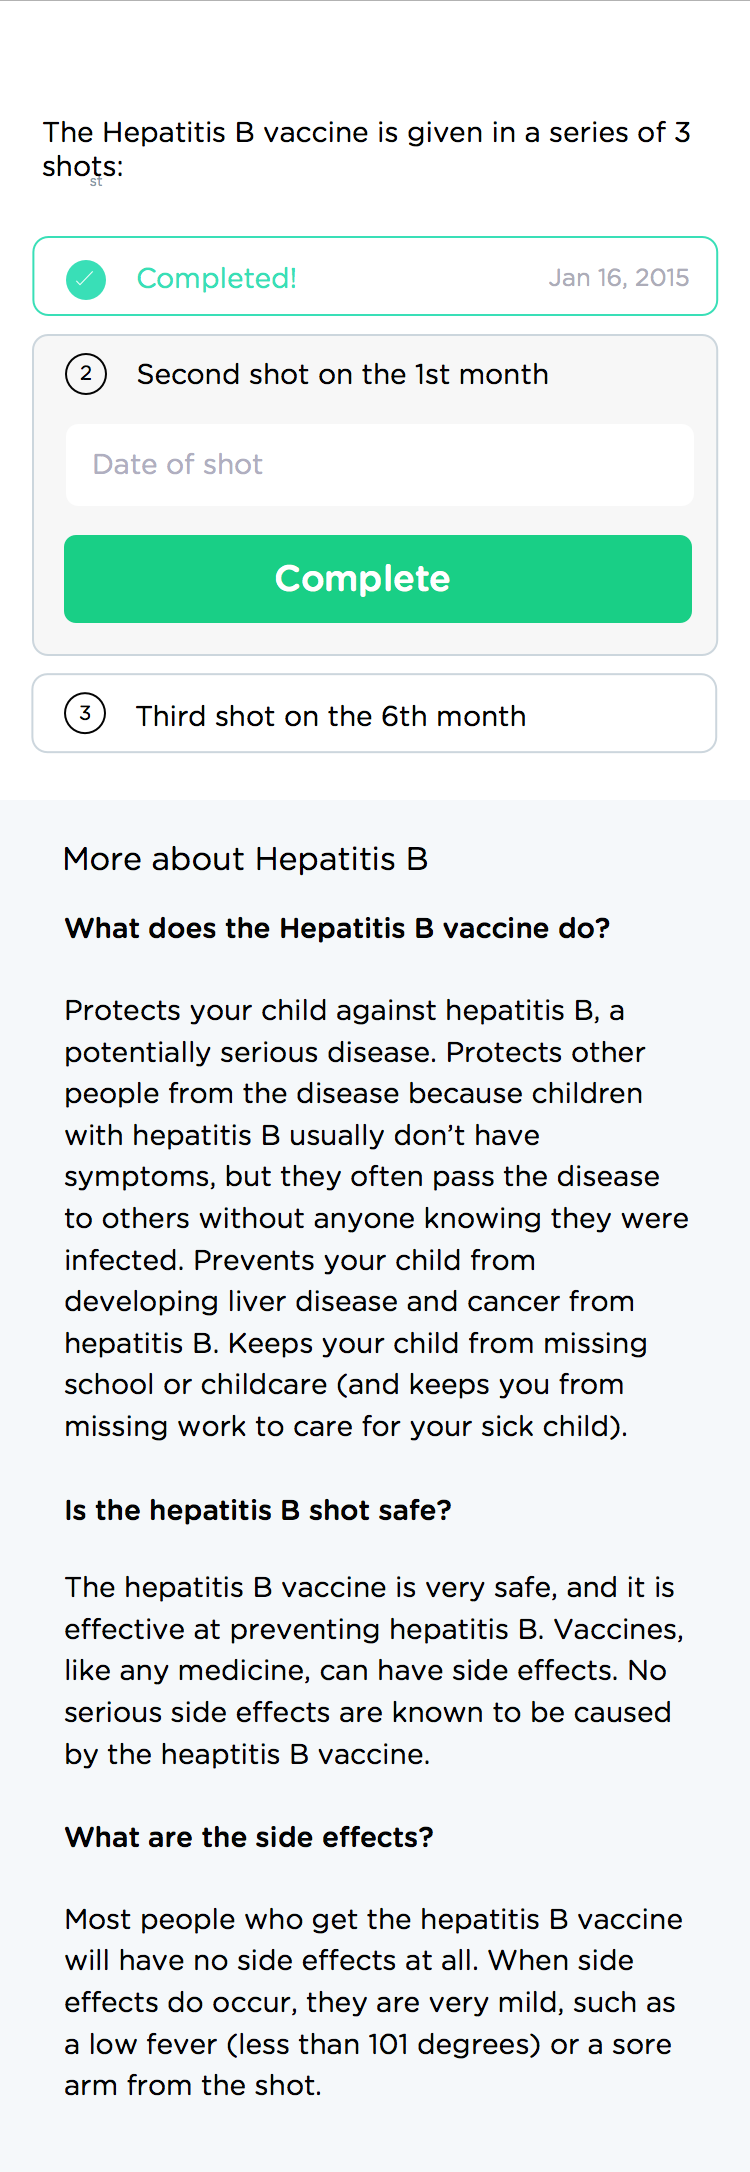 The Hepatitis B vaccine is given in a series of 3
shots:
st
Completed!
Jan 16, 2015
2
Second shot on the 1st month
Date of shot
Complete
3
Third shot on the 6th month
More about Hepatitis B
What does the Hepatitis B vaccine do?
Protects your child against hepatitis B, a
potentially serious disease. Protects other
people from the disease because children
with hepatitis B usually don’t have
symptoms, but they often pass the disease
to others without anyone knowing they were
infected. Prevents your child from
developing liver disease and cancer from
hepatitis B. Keeps your child from missing
school or childcare (and keeps you from
missing work to care for your sick child).
Is the hepatitis B shot safe?
The hepatitis B vaccine is very safe, and it is
effective at preventing hepatitis B. Vaccines,
like any medicine, can have side effects. No
serious side effects are known to be caused
by the heaptitis B vaccine.
What are the side effects?
Most people who get the hepatitis B vaccine
will have no side effects at all. When side
effects do occur, they are very mild, such as
a low fever (less than 101 degrees) or a sore
arm from the shot.